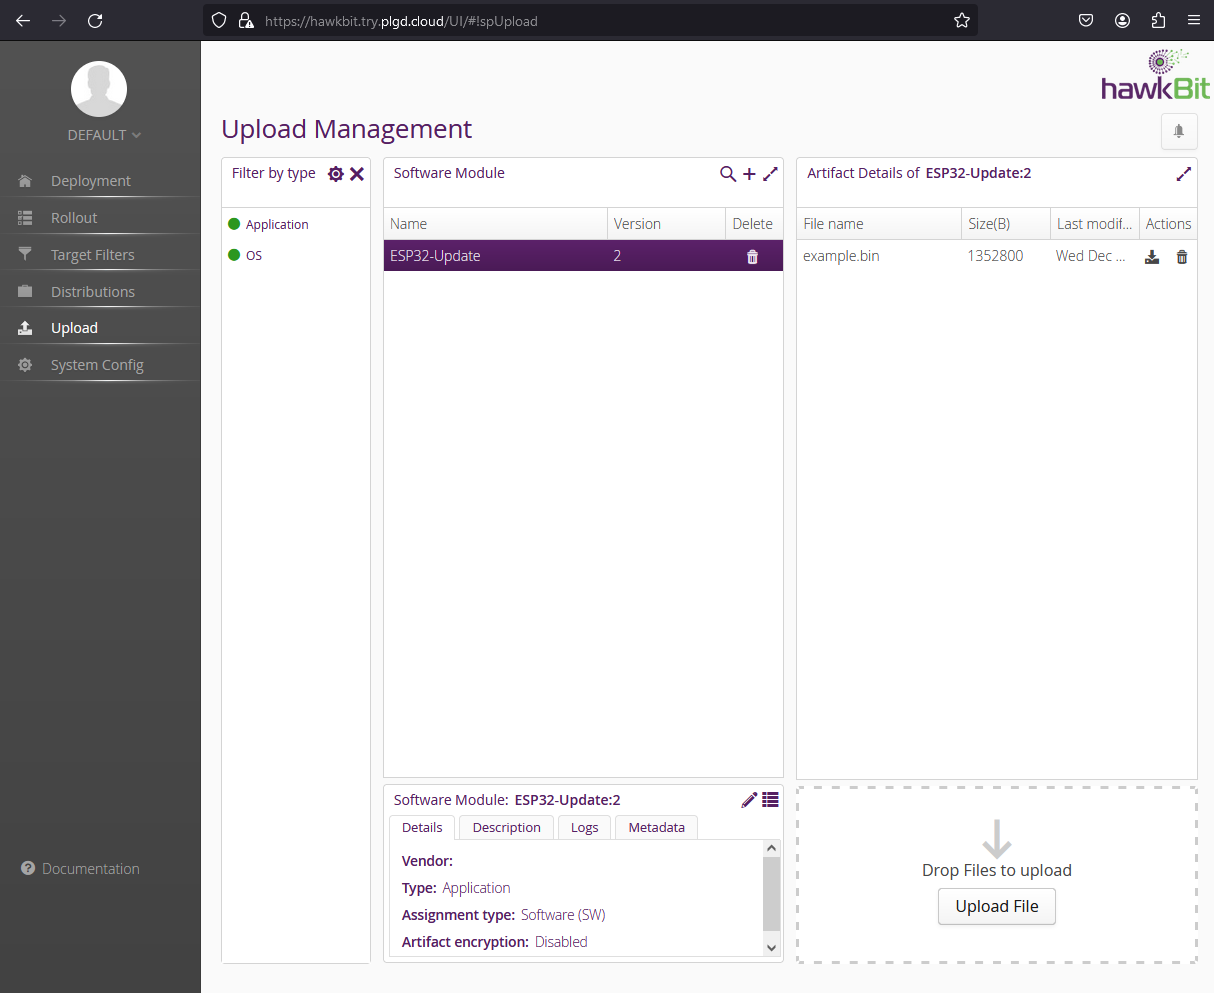 https://hawkbit.try.plgd.cloud/UI/#!spUpload
hawkBit
DEFAULT
Deployment
Rollout
Target Filters
Distributions
Upload
System Config
Documentation
Upload Management
Filter by type
Application
OS
Software Module
Name Version Delete
ESP32-Update 2
Software Module: ESP32-Update:2
Details Description Logs Metadata
Vendor:
Type: Application
Assignment type: Software (SW)
Artifact encryption: Disabled
Artifact Details of ESP32-Update:2
File name Size(B) Last modif... Actions
example.bin 1352800 Wed Dec ...
Drop Files to upload
Upload File